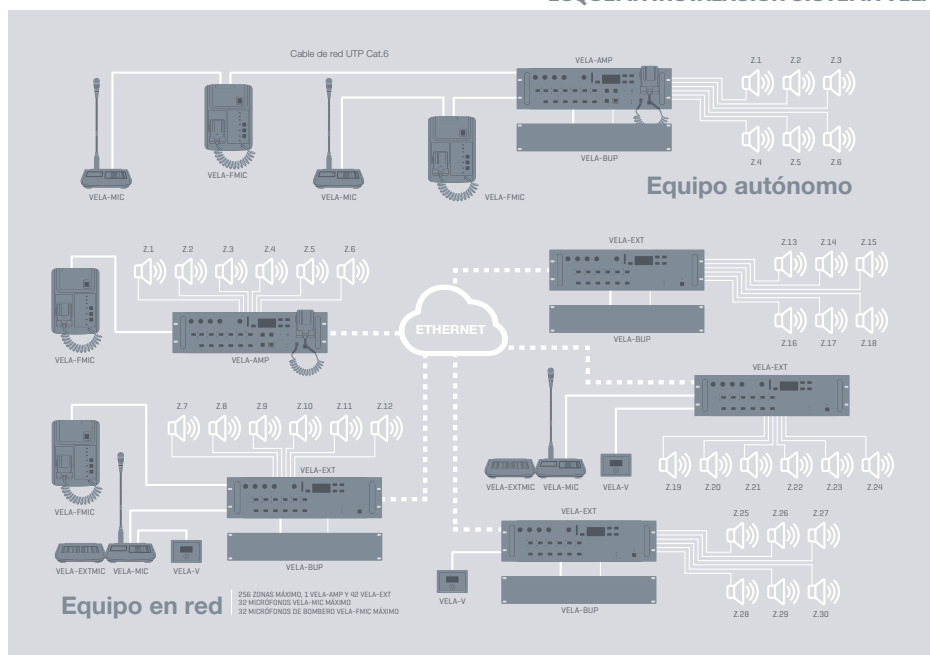 Cable de red UTP Cat.6
VELA-AMP
Z.1 Z.2 Z.3
VELA-BUP
Z.4 Z.5 Z.6
VELA-MIC
VELA-FMIC
VELA-MIC
VELA-FMIC
Equipo autónomo
Z.1 Z.2 Z.3 Z.4 Z.5 Z.6
VELA-FMIC
VELA-AMP
ETHERNET
VELA-EXT
Z.13 Z.14 Z.15
VELA-BUP
Z.16 Z.17 Z.18
VELA-EXT
VELA-EXTMIC VELA-MIC VELA-V
Z.19 Z.20 Z.21 Z.22 Z.23 Z.24
Z.7 Z.8 Z.9 Z.10 Z.11 Z.12
VELA-FMIC
VELA-EXT
VELA-EXTMIC VELA-MIC VELA-V
VELA-BUP
VELA-EXT
Z.25 Z.26 Z.27
VELA-V
VELA-BUP
Z.28 Z.29 Z.30
Equipo en red
256 ZONAS MÁXIMO, 1 VELA-AMP Y 42 VELA-EXT
32 MICRÓFONOS VELA-MIC MÁXIMO
32 MICRÓFONOS DE BOMBERO VELA-FMIC MÁXIMO